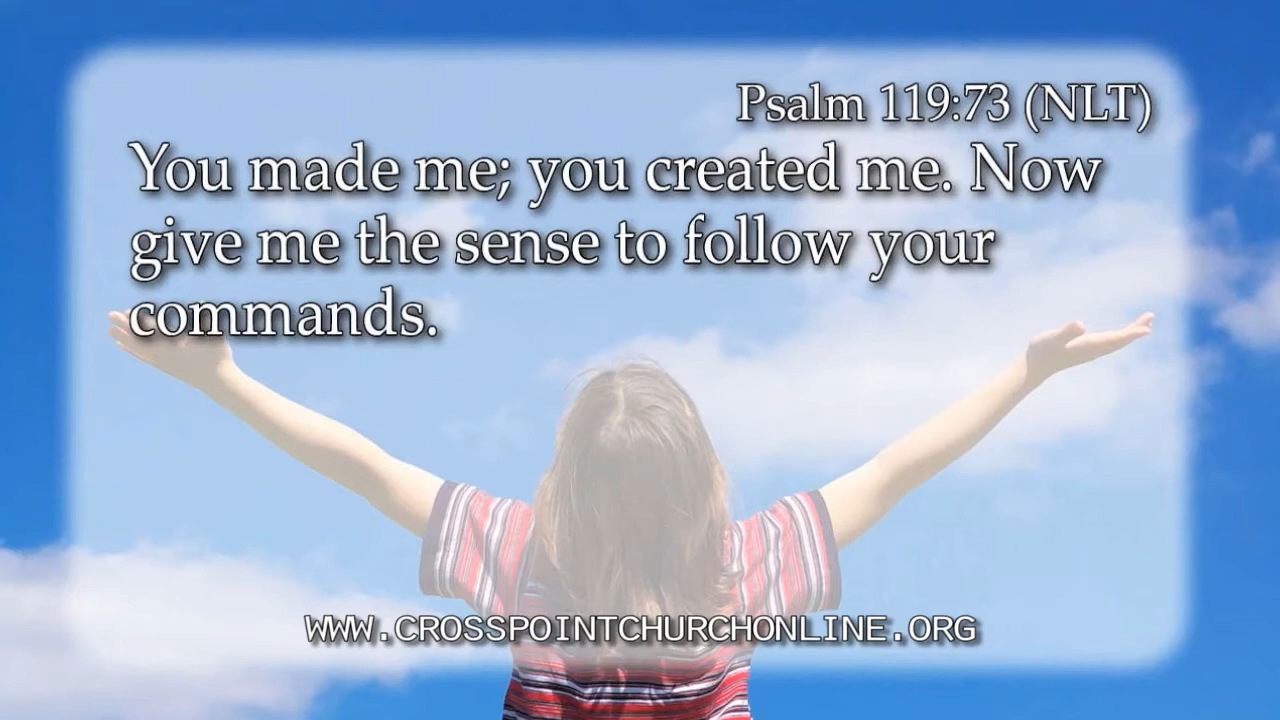 Psalm 119:73 (NLT)
You made me; you created me. Now
give me the sense to follow your
commands.
WWW.CROSSPOINTCHURCHONLINE.ORG